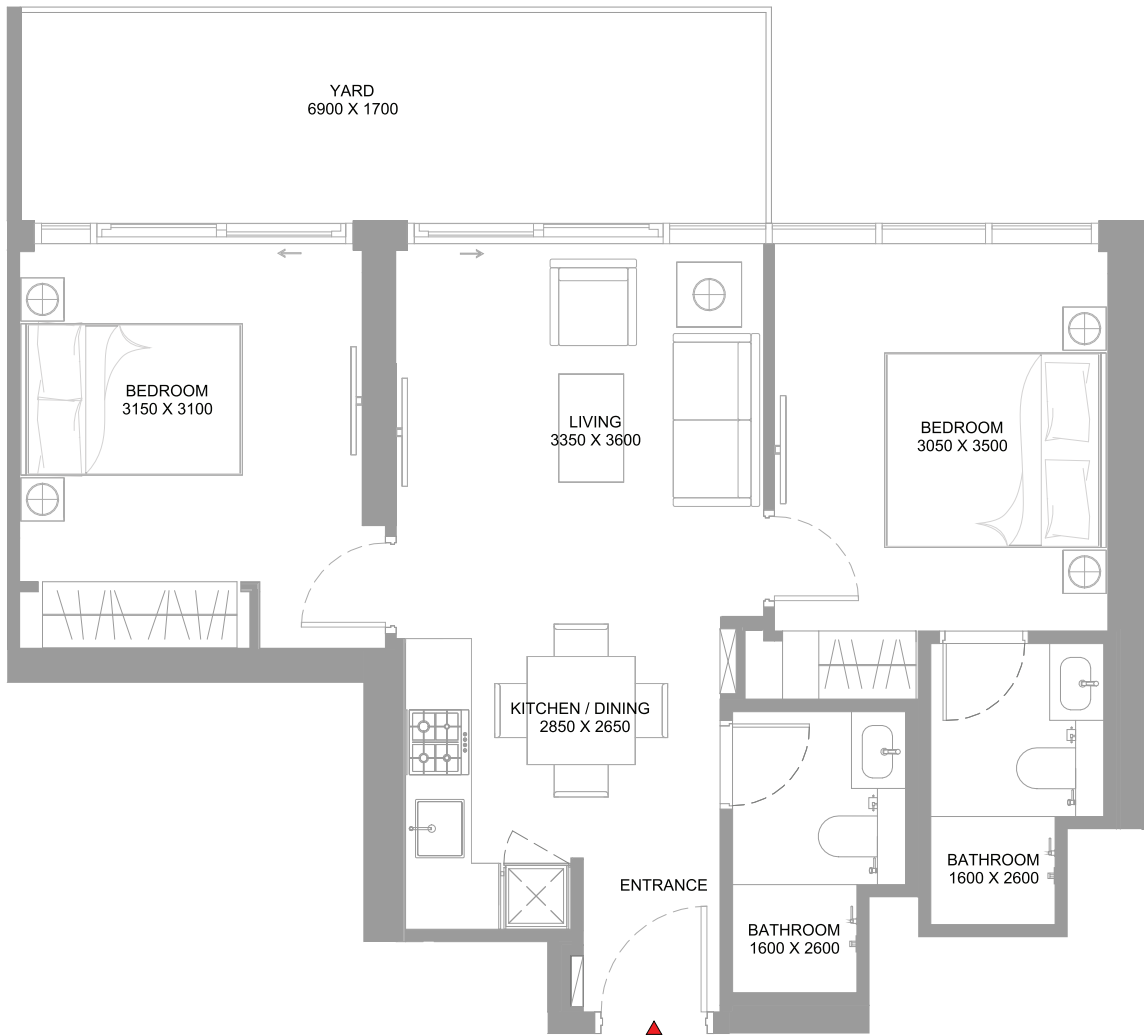 YARD
6900 X 1700
BEDROOM
3150 X 3100
LIVING
3350 X 3600
BEDROOM
3050 X 3500
KITCHEN / DINING
2850 X 2650
ENTRANCE
BATHROOM
1600 X 2600
BATHROOM
1600 X 2600